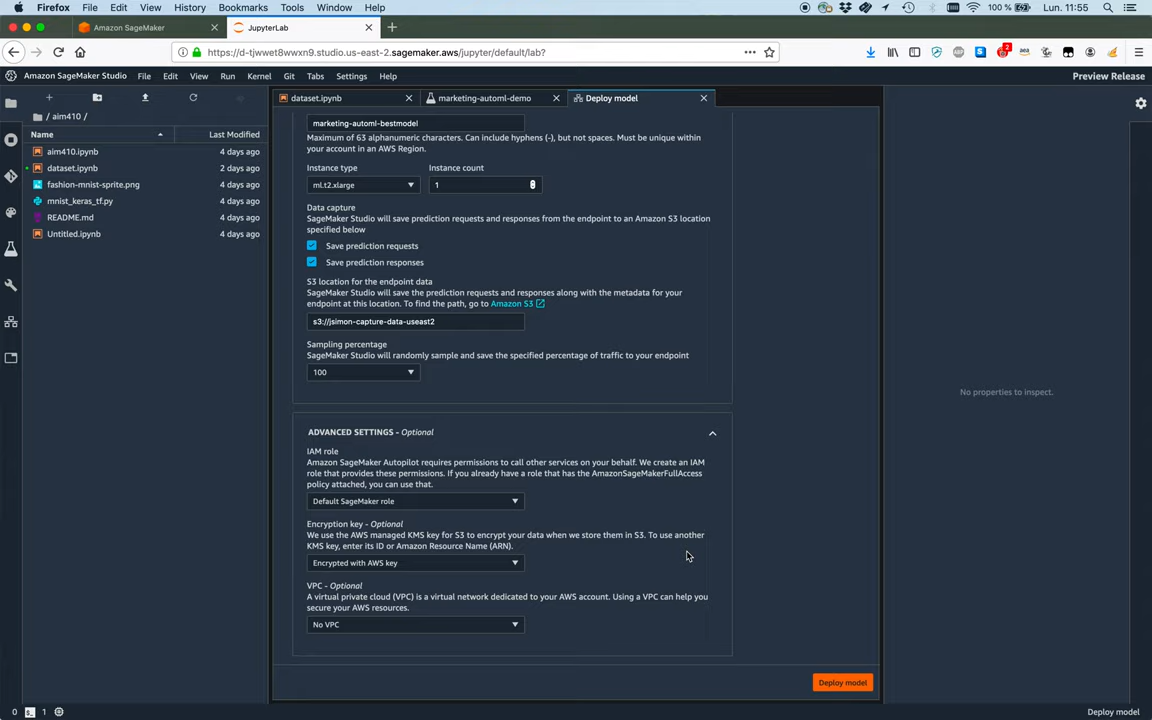 Firefox File Edit View History Bookmarks Tools Window Help 100 % Lun. 11:55
Amazon SageMaker JupyterLab
https://d-tjwwet8wwxn9.studio.us-east-2.sagemaker.aws/jupyter/default/lab?
Amazon SageMaker Studio File Edit View Run Kernel Git Tabs Settings Help Preview Release
dataset.ipynb marketing-automl-demo Deploy model
/ aim410 /
Name Last Modified
aim410.ipynb 4 days ago
dataset.ipynb 2 days ago
fashion-mnist-sprite.png 4 days ago
mnist_keras_tf.py 4 days ago
README.md 4 days ago
Untitled.ipynb 4 days ago
marketing-automl-bestmodel
Maximum of 63 alphanumeric characters. Can include hyphens (-), but not spaces. Must be unique within
your account in an AWS Region.
Instance type Instance count
ml.t2.xlarge 1
Data capture
SageMaker Studio will save prediction requests and responses from the endpoint to an Amazon S3 location
specified below
Save prediction requests
Save prediction responses
S3 location for the endpoint data
SageMaker Studio will save the prediction requests and responses along with the metadata for your
endpoint at this location. To find the path, go to Amazon S3
s3://jsimon-capture-data-useast2
Sampling percentage
SageMaker Studio will randomly sample and save the specified percentage of traffic to your endpoint
100
ADVANCED SETTINGS - Optional
IAM role
Amazon SageMaker Autopilot requires permissions to call other services on your behalf. We create an IAM
role that provides these permissions. If you already have a role that has the AmazonSageMakerFullAccess
policy attached, you can use that.
Default SageMaker role
Encryption key - Optional
We use the AWS managed KMS key for S3 to encrypt your data when we store them in S3. To use another
KMS key, enter its ID or Amazon Resource Name (ARN).
Encrypted with AWS key
VPC - Optional
A virtual private cloud (VPC) is a virtual network dedicated to your AWS account. Using a VPC can help you
secure your AWS resources.
No VPC
Deploy model
No properties to inspect.
0 1 Deploy model